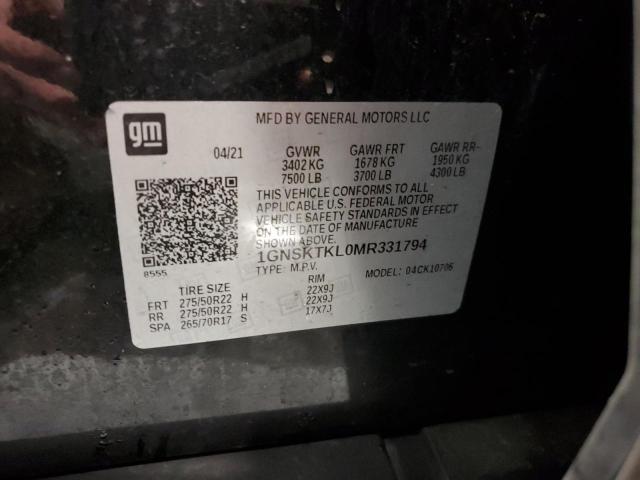 gm
MFD BY GENERAL MOTORS LLC
04/21 GVWR GAWR FRT GAWR RR
3402 KG 1678 KG 1950 KG
7500 LB 3700 LB 4300 LB
THIS VEHICLE CONFORMS TO ALL
APPLICABLE U.S. FEDERAL MOTOR
VEHICLE SAFETY STANDARDS IN EFFECT
ON THE DATE OF MANUFACTURE
SHOWN ABOVE.
8555
1GNSKTKL0MR331794
TYPE: M.P.V. MODEL: 04CK10706
TIRE SIZE RIM
FRT 275/50R22 H 22X9J
RR 275/50R22 H 22X9J
SPA 265/70R17 S 17X7J